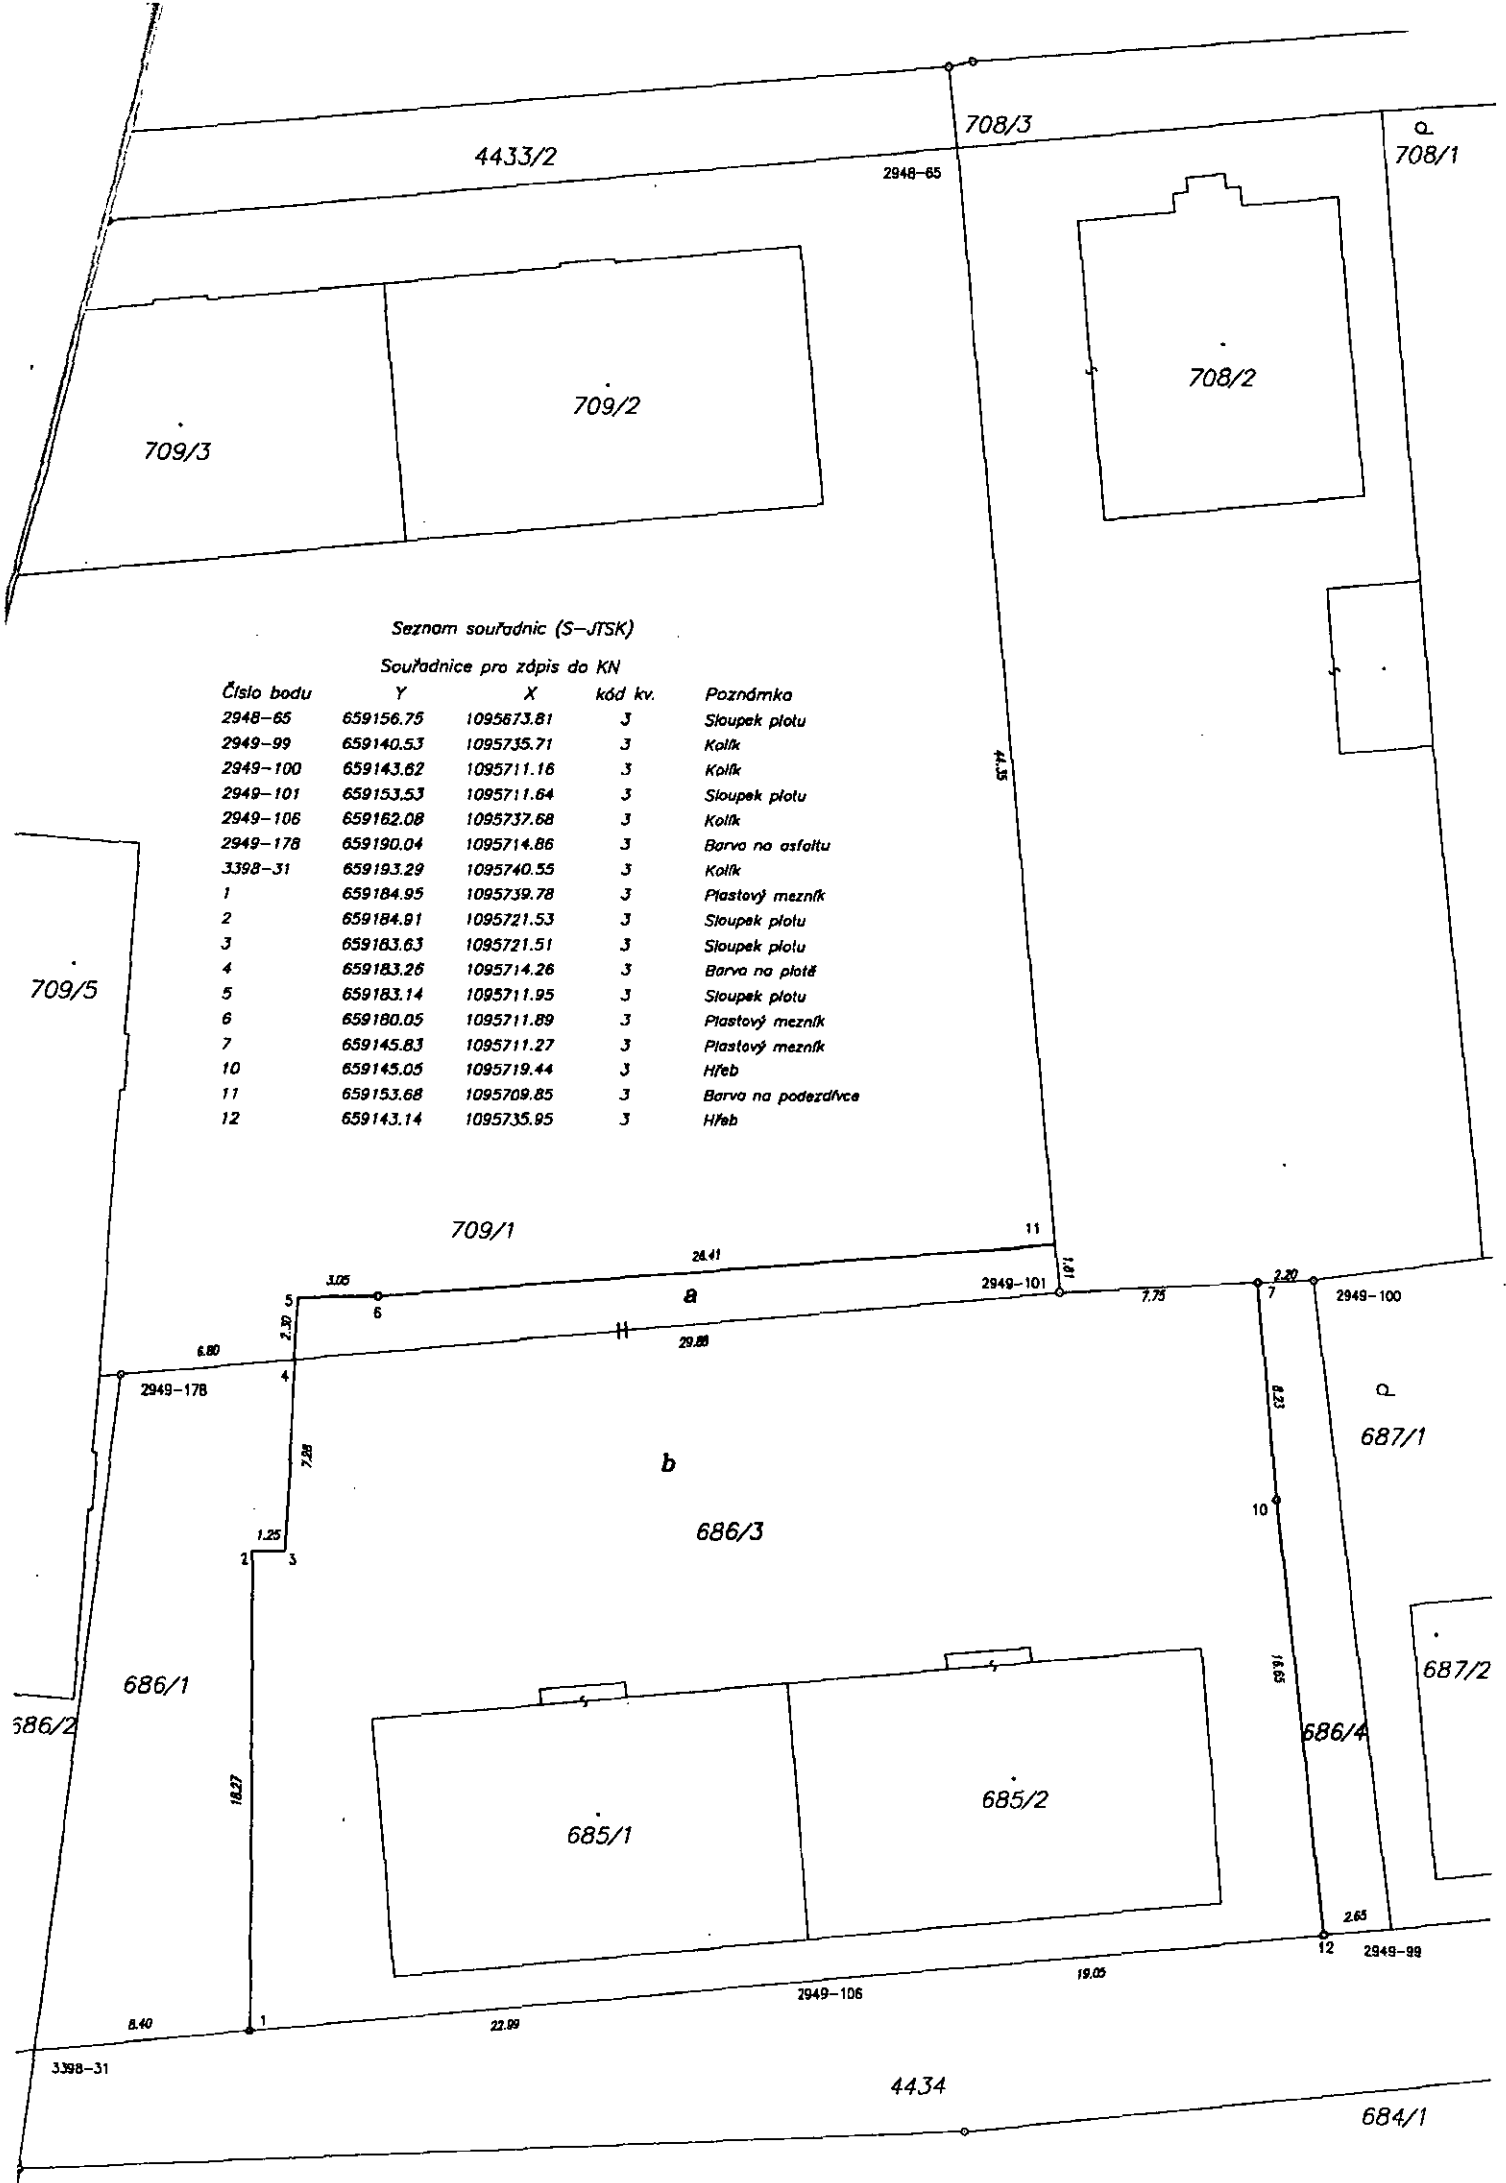 708/3
708/1
4433/2
2948-65
708/2
709/2
709/3
Seznam souřadnic (S-JTSK)
Souřadnice pro zápis do KN
Číslo bodu Y X kód kv. Poznámka
2948-65 659156.75 1095673.81 3 Sloupek plotu
2949-99 659140.53 1095735.71 3 Kolík
2949-100 659143.62 1095711.16 3 Kolík
2949-101 659153.53 1095711.64 3 Sloupek plotu
2949-106 659162.08 1095737.68 3 Kolík
2949-178 659190.04 1095714.86 3 Barva na asfaltu
3398-31 659193.29 1095740.55 3 Kolík
1 659184.95 1095739.78 3 Plastový mezník
2 659184.91 1095721.53 3 Sloupek plotu
3 659183.63 1095721.51 3 Sloupek plotu
4 659183.26 1095714.26 3 Barva na plotě
5 659183.14 1095711.95 3 Sloupek plotu
6 659180.05 1095711.89 3 Plastový mezník
7 659145.83 1095711.27 3 Plastový mezník
10 659145.05 1095719.44 3 Hřeb
11 659153.68 1095709.85 3 Barva na podezdívce
12 659143.14 1095735.95 3 Hřeb
44.35
709/5
709/1
11
26.41
1.81
3.05
5
6
a
2949-101
7.75
7
2.20
2949-100
2.30
6.80
29.88
4
2949-178
8.23
687/1
7.28
b
10
686/3
1.25
2
3
16.65
686/1
686/2
687/2
686/4
18.27
685/2
685/1
2.65
12
2949-99
19.05
2949-106
1
8.40
22.99
3398-31
4434
684/1